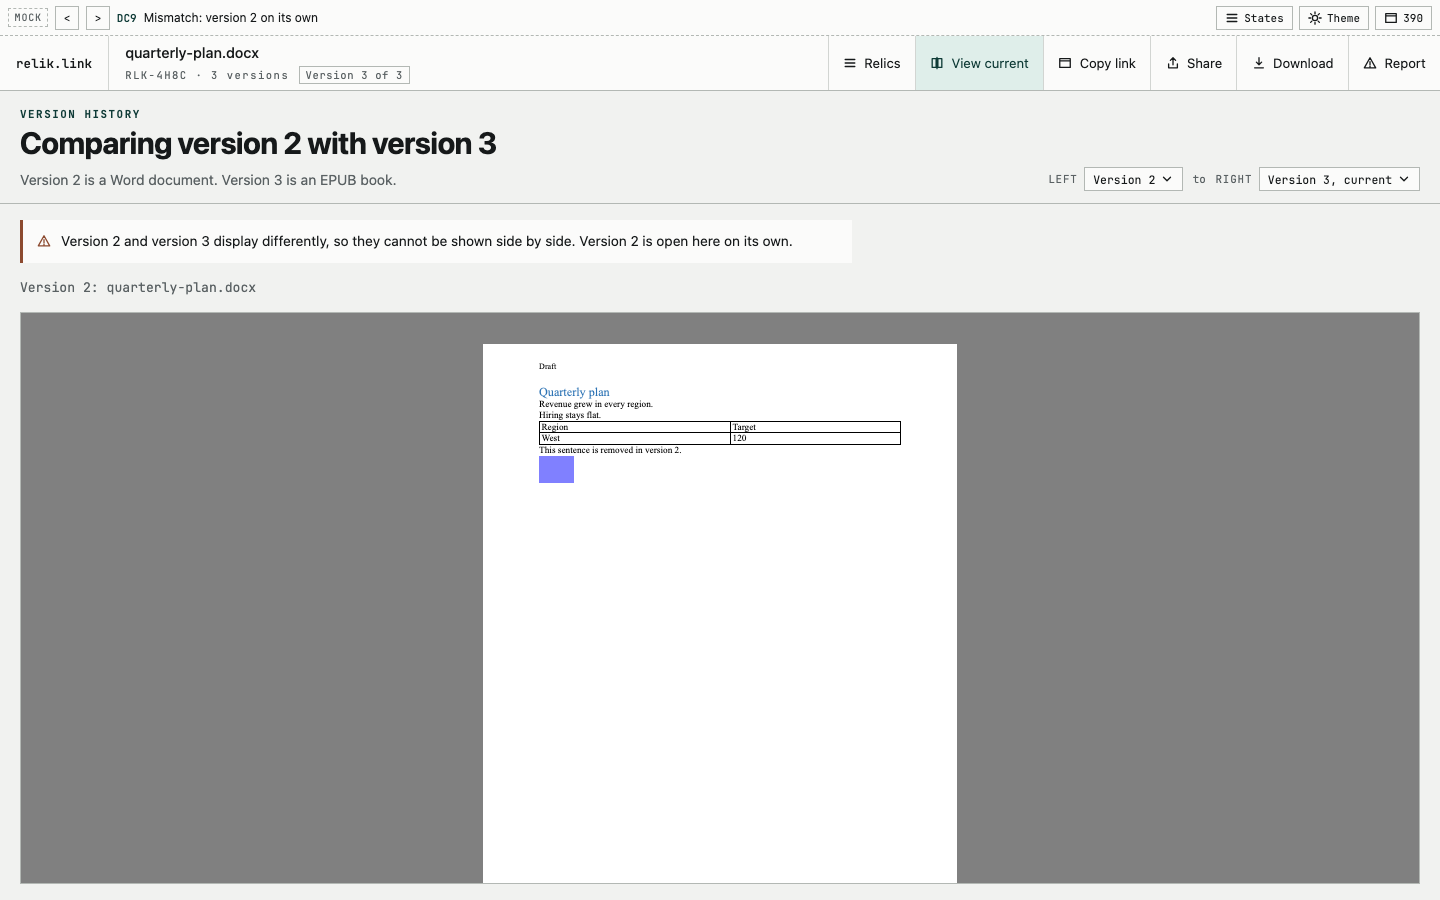 MOCK < > DC9 Mismatch: version 2 on its own States Theme 390
relik.link
quarterly-plan.docx
RLK-4H8C · 3 versions Version 3 of 3
Relics View current Copy link Share Download Report
VERSION HISTORY
Comparing version 2 with version 3
Version 2 is a Word document. Version 3 is an EPUB book.
LEFT Version 2 to RIGHT Version 3, current
Version 2 and version 3 display differently, so they cannot be shown side by side. Version 2 is open here on its own.
Version 2: quarterly-plan.docx
Draft
Quarterly plan
Revenue grew in every region.
Hiring stays flat.
Region Target
West 120
This sentence is removed in version 2.